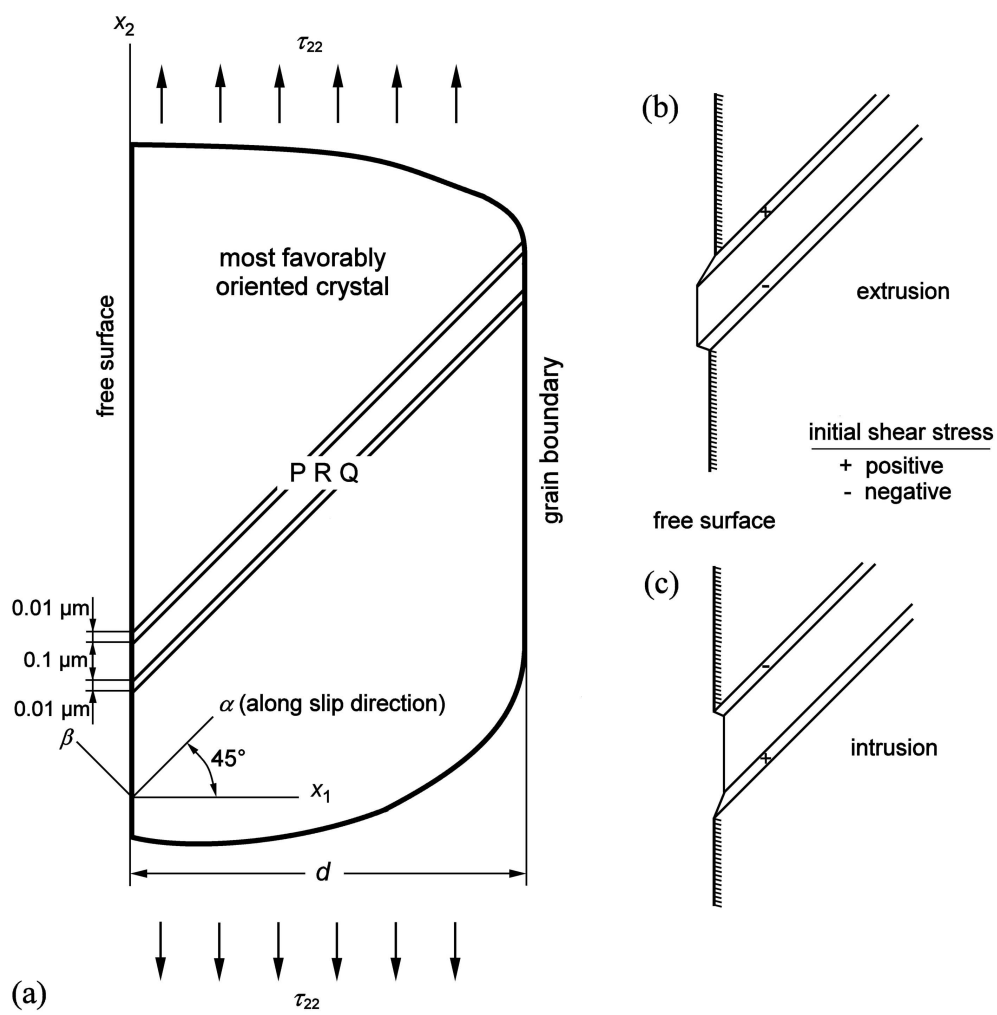 x2
τ22
most favorably
oriented crystal
free surface
P R Q
grain boundary
0.01 µm
0.1 µm
0.01 µm
α (along slip direction)
β
45°
x1
d
τ22
(a)
(b)
+
-
extrusion
initial shear stress
+ positive
- negative
free surface
(c)
-
+
intrusion